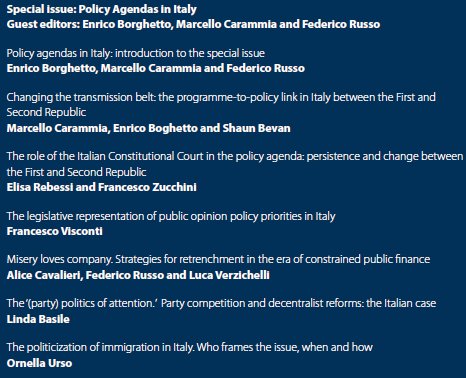 Special issue: Policy Agendas in Italy
Guest editors: Enrico Borghetto, Marcello Carammia and Federico Russo
Policy agendas in Italy: introduction to the special issue
Enrico Borghetto, Marcello Carammia and Federico Russo
Changing the transmission belt: the programme-to-policy link in Italy between the First and
Second Republic
Marcello Carammia, Enrico Boghetto and Shaun Bevan
The role of the Italian Constitutional Court in the policy agenda: persistence and change between
the First and Second Republic
Elisa Rebessi and Francesco Zucchini
The legislative representation of public opinion policy priorities in Italy
Francesco Visconti
Misery loves company. Strategies for retrenchment in the era of constrained public finance
Alice Cavalieri, Federico Russo and Luca Verzichelli
The ‘(party) politics of attention.’ Party competition and decentralist reforms: the Italian case
Linda Basile
The politicization of immigration in Italy. Who frames the issue, when and how
Ornella Urso